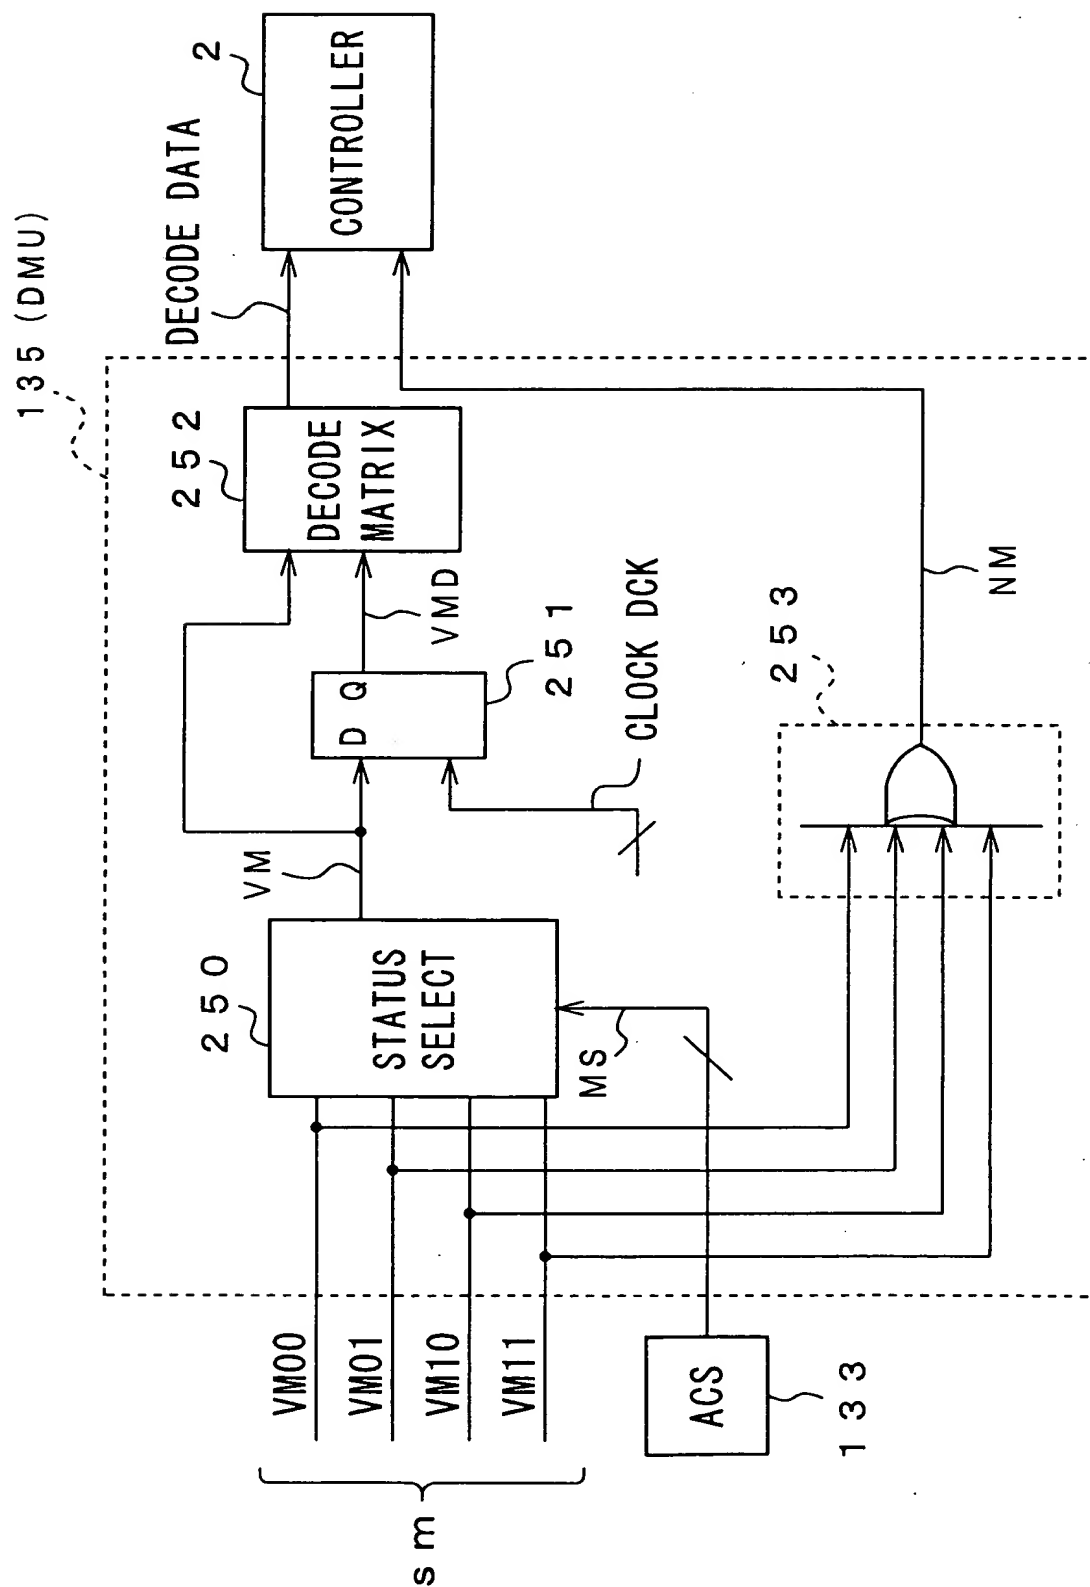 135 (DMU)
DECODE DATA
2
CONTROLLER
252
DECODE
MATRIX
VM
VMD
D Q
251
CLOCK DCK
250
STATUS
SELECT
MS
VM00
VM01
VM10
VM11
sm
ACS
133
253
NM